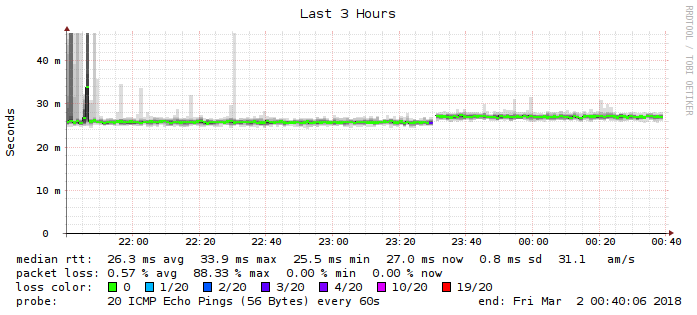 Last 3 Hours
RRDTOOL / TOBI OETIKER
Seconds
40 m
30 m
20 m
10 m
0
22:00 22:20 22:40 23:00 23:20 23:40 00:00 00:20 00:40
median rtt: 26.3 ms avg 33.9 ms max 25.5 ms min 27.0 ms now 0.8 ms sd 31.1 am/s
packet loss: 0.57 % avg 88.33 % max 0.00 % min 0.00 % now
loss color: 0 1/20 2/20 3/20 4/20 10/20 19/20
probe: 20 ICMP Echo Pings (56 Bytes) every 60s end: Fri Mar 2 00:40:06 2018